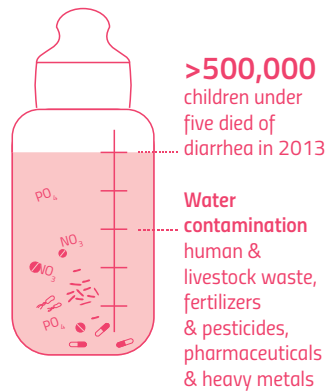 >500,000
children under
five died of
diarrhea in 2013
Water
contamination
human &
livestock waste,
fertilizers
& pesticides,
pharmaceuticals
& heavy metals
PO₄
NO₃
NO₃
PO₄